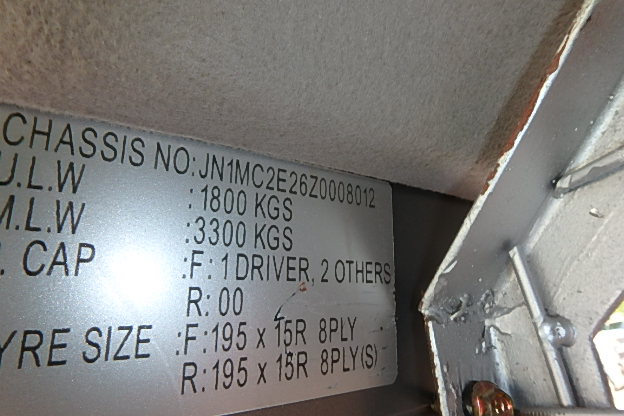 CHASSIS NO:JN1MC2E26Z0008012
U.L.W :1800 KGS
M.L.W :3300 KGS
. CAP :F: 1 DRIVER, 2 OTHERS
R: 00
YRE SIZE :F:195 x 15R 8PLY
R:195 x 15R 8PLY(S)